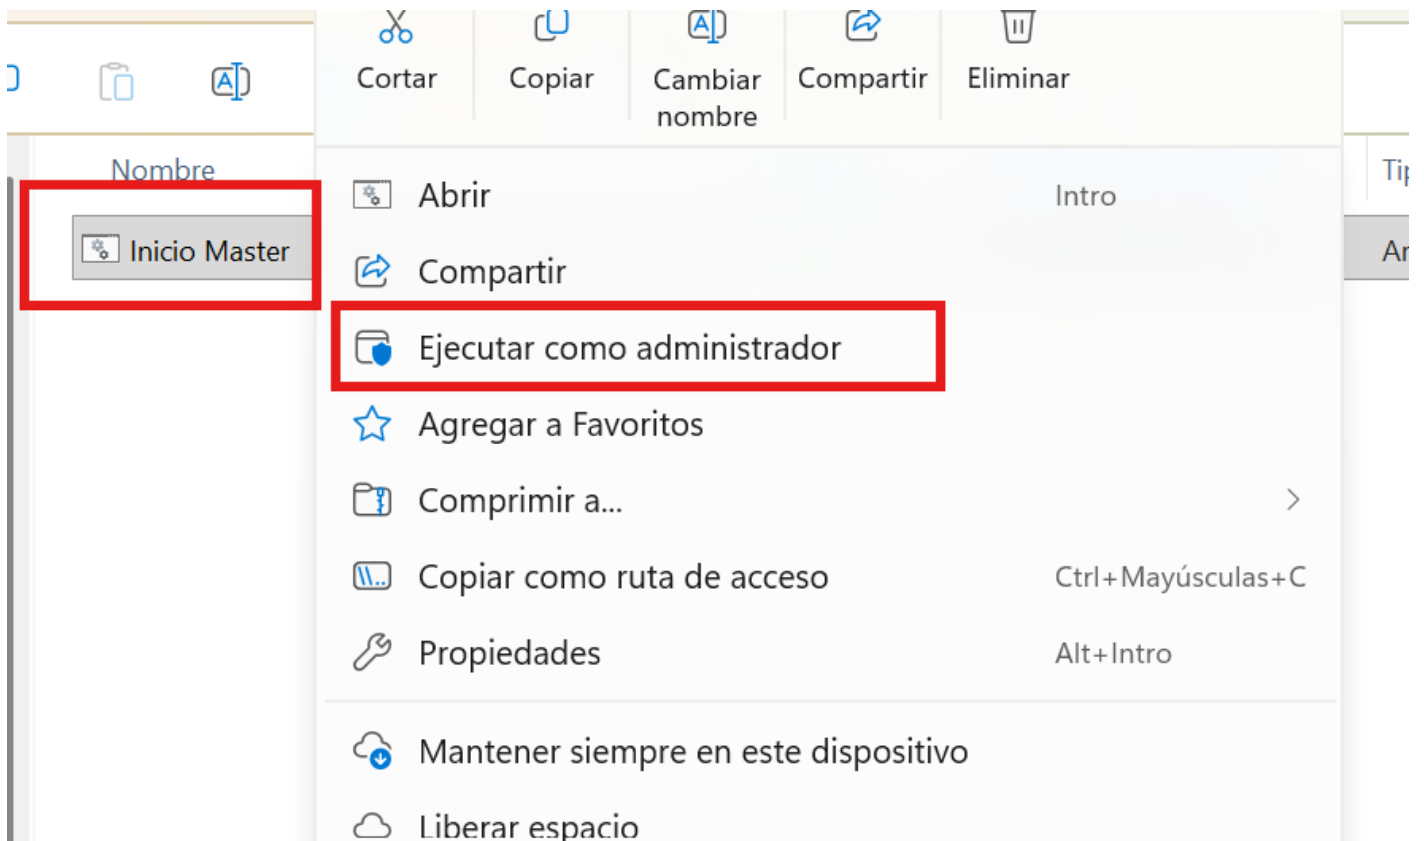 Cortar
Copiar
Cambiar
nombre
Compartir
Eliminar
Nombre
Inicio Master
Abrir
Intro
Compartir
Ejecutar como administrador
Agregar a Favoritos
Comprimir a...
Copiar como ruta de acceso
Ctrl+Mayúsculas+C
Propiedades
Alt+Intro
Mantener siempre en este dispositivo
Liberar espacio